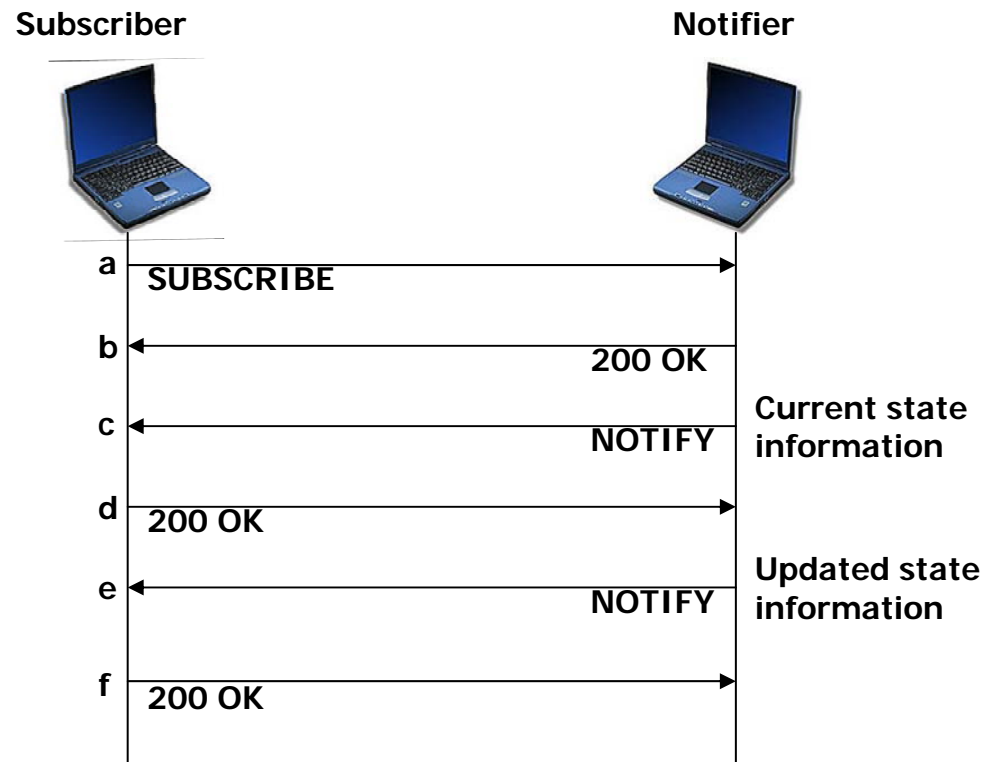 Subscriber
Notifier
a
SUBSCRIBE
b
200 OK
c
NOTIFY
Current state
information
d
200 OK
e
NOTIFY
Updated state
information
f
200 OK